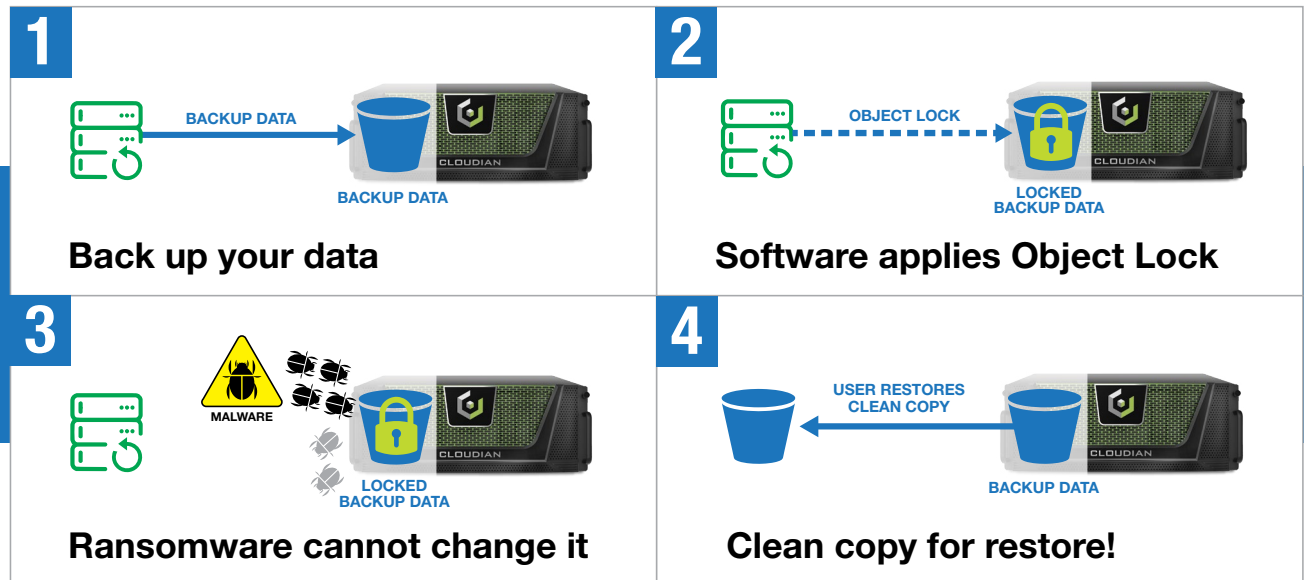 1
BACKUP DATA
CLOUDIAN
BACKUP DATA
Back up your data
2
OBJECT LOCK
CLOUDIAN
LOCKED
BACKUP DATA
Software applies Object Lock
3
MALWARE
CLOUDIAN
LOCKED
BACKUP DATA
Ransomware cannot change it
4
USER RESTORES
CLEAN COPY
CLOUDIAN
BACKUP DATA
Clean copy for restore!